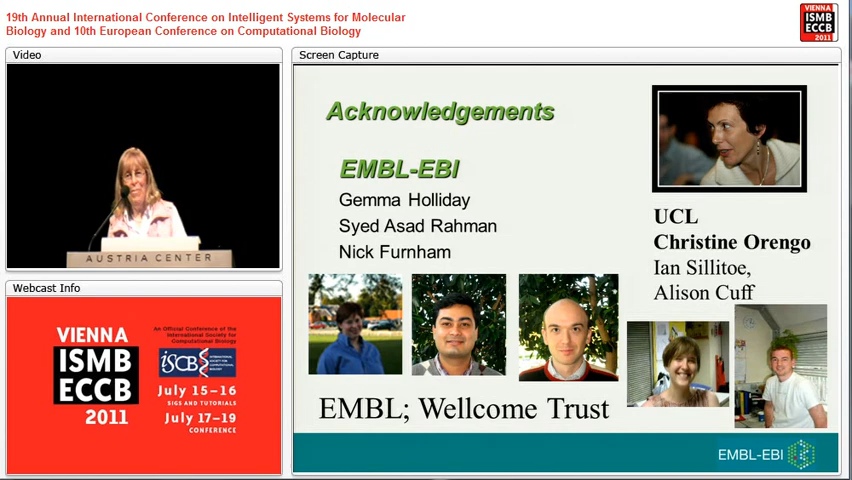 19th Annual International Conference on Intelligent Systems for Molecular
Biology and 10th European Conference on Computational Biology
VIENNA
ISMB
ECCB
2011
Video
Screen Capture
AUSTRIA CENTER
Webcast Info
VIENNA
ISMB
ECCB
2011
An Official Conference of the
International Society for
Computational Biology
ISCB
INTERNATIONAL
SOCIETY FOR
COMPUTATIONAL
BIOLOGY
July 15–16
SIGS AND TUTORIALS
July 17–19
CONFERENCE
Acknowledgements
EMBL-EBI
Gemma Holliday
Syed Asad Rahman
Nick Furnham
UCL
Christine Orengo
Ian Sillitoe,
Alison Cuff
EMBL; Wellcome Trust
EMBL-EBI